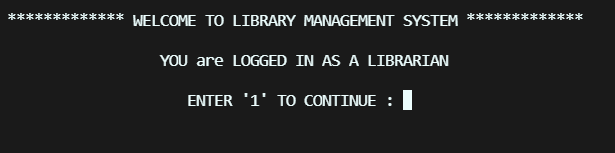 ************* WELCOME TO LIBRARY MANAGEMENT SYSTEM *************
YOU are LOGGED IN AS A LIBRARIAN
ENTER '1' TO CONTINUE :